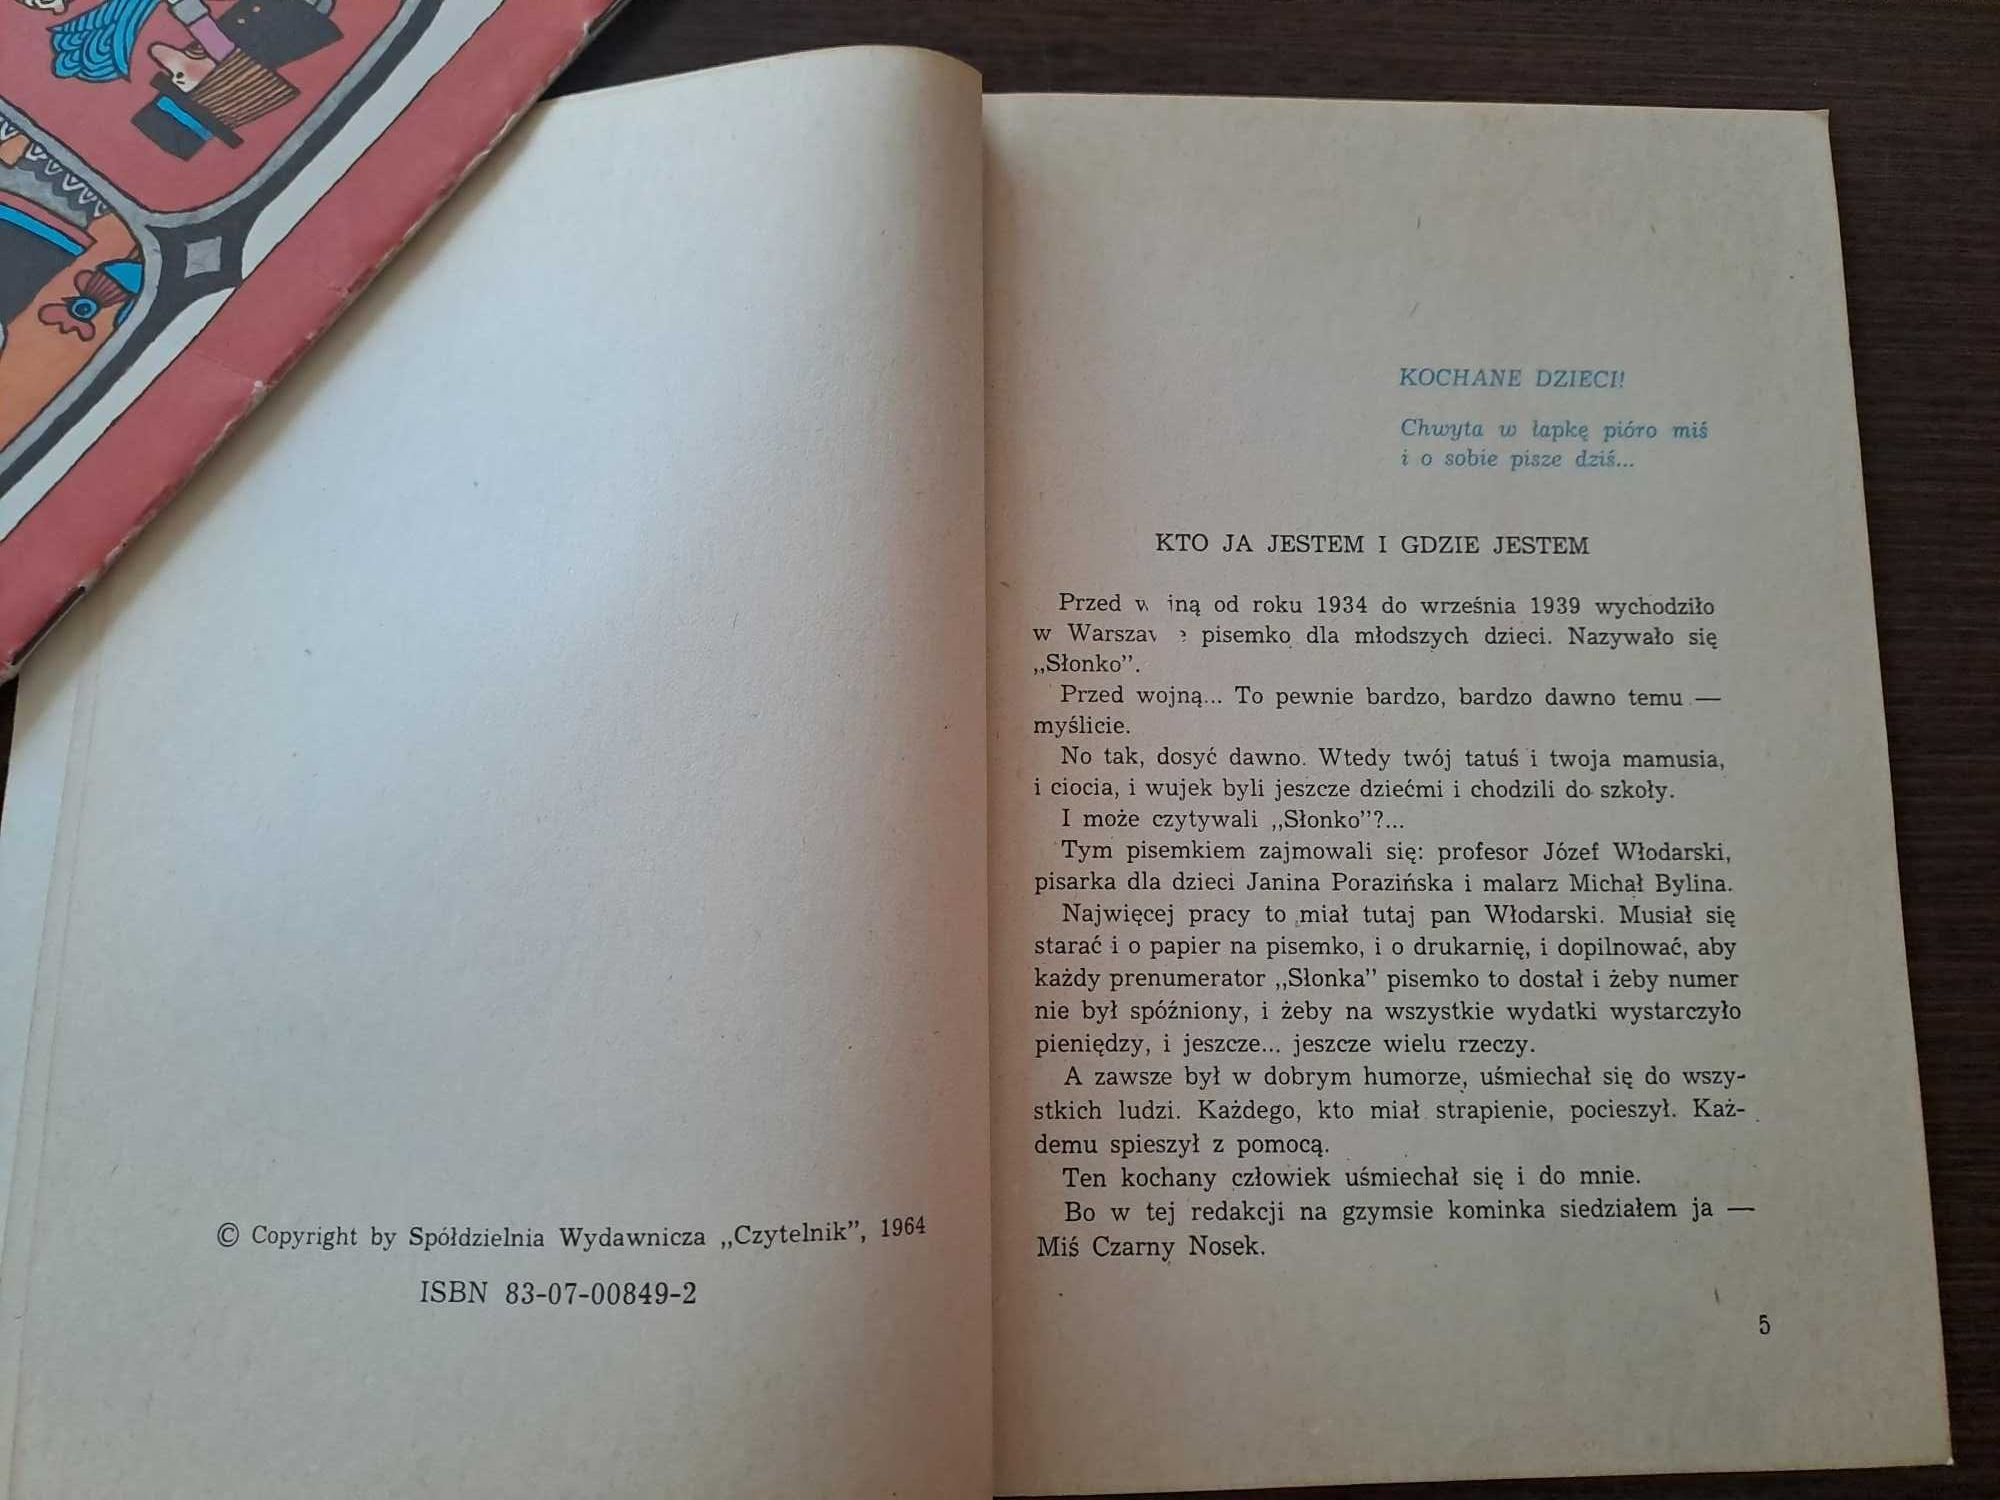 © Copyright by Spółdzielnia Wydawnicza „Czytelnik”, 1964
ISBN 83-07-00849-2
KOCHANE DZIECI!
Chwyta w łapkę pióro miś
i o sobie pisze dziś...
KTO JA JESTEM I GDZIE JESTEM
Przed od roku 1934 do września 1939 wychodziło
w pisemko dla młodszych dzieci. Nazywało się
„Słonko”.
Przed wojną... To pewnie bardzo, bardzo dawno temu —
myślicie.
No tak, dosyć dawno. Wtedy twój tatuś i twoja mamusia,
i ciocia, i wujek byli jeszcze dziećmi i chodzili do szkoły.
I może czytywali „Słonko”?...
Tym pisemkiem zajmowali się: profesor Józef Włodarski,
pisarka dla dzieci Janina Porazińska i malarz Michał Bylina.
Najwięcej pracy to miał tutaj pan Włodarski. Musiał się
starać i o papier na pisemko, i o drukarnię, i dopilnować, aby
każdy prenumerator „Słonka” pisemko to dostał i żeby numer
nie był spóźniony, i żeby na wszystkie wydatki wystarczyło
pieniędzy, i jeszcze... jeszcze wielu rzeczy.
A zawsze był w dobrym humorze, uśmiechał się do wszy-
stkich ludzi. Każdego, kto miał strapienie, pocieszył. Każ-
demu spieszył z pomocą.
Ten kochany człowiek uśmiechał się i do mnie.
Bo w tej redakcji na gzymsie kominka siedziałem ja —
Miś Czarny Nosek.
5